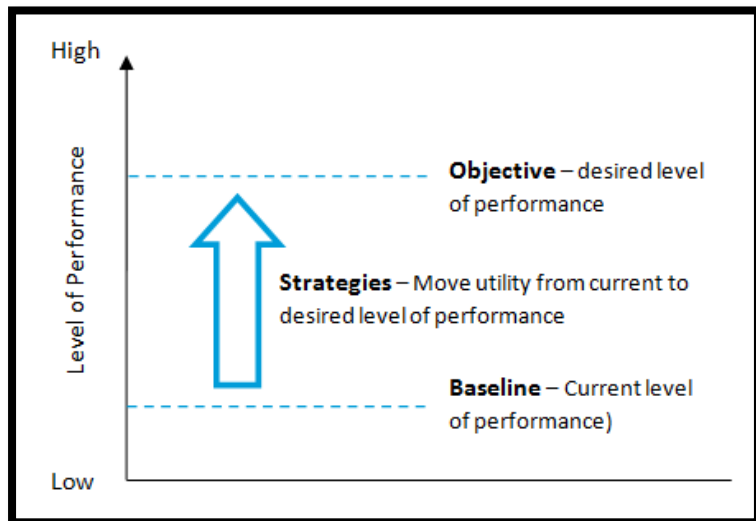 High
Level of Performance
Objective – desired level
of performance
Strategies – Move utility from current to
desired level of performance
Baseline – Current level
of performance)
Low